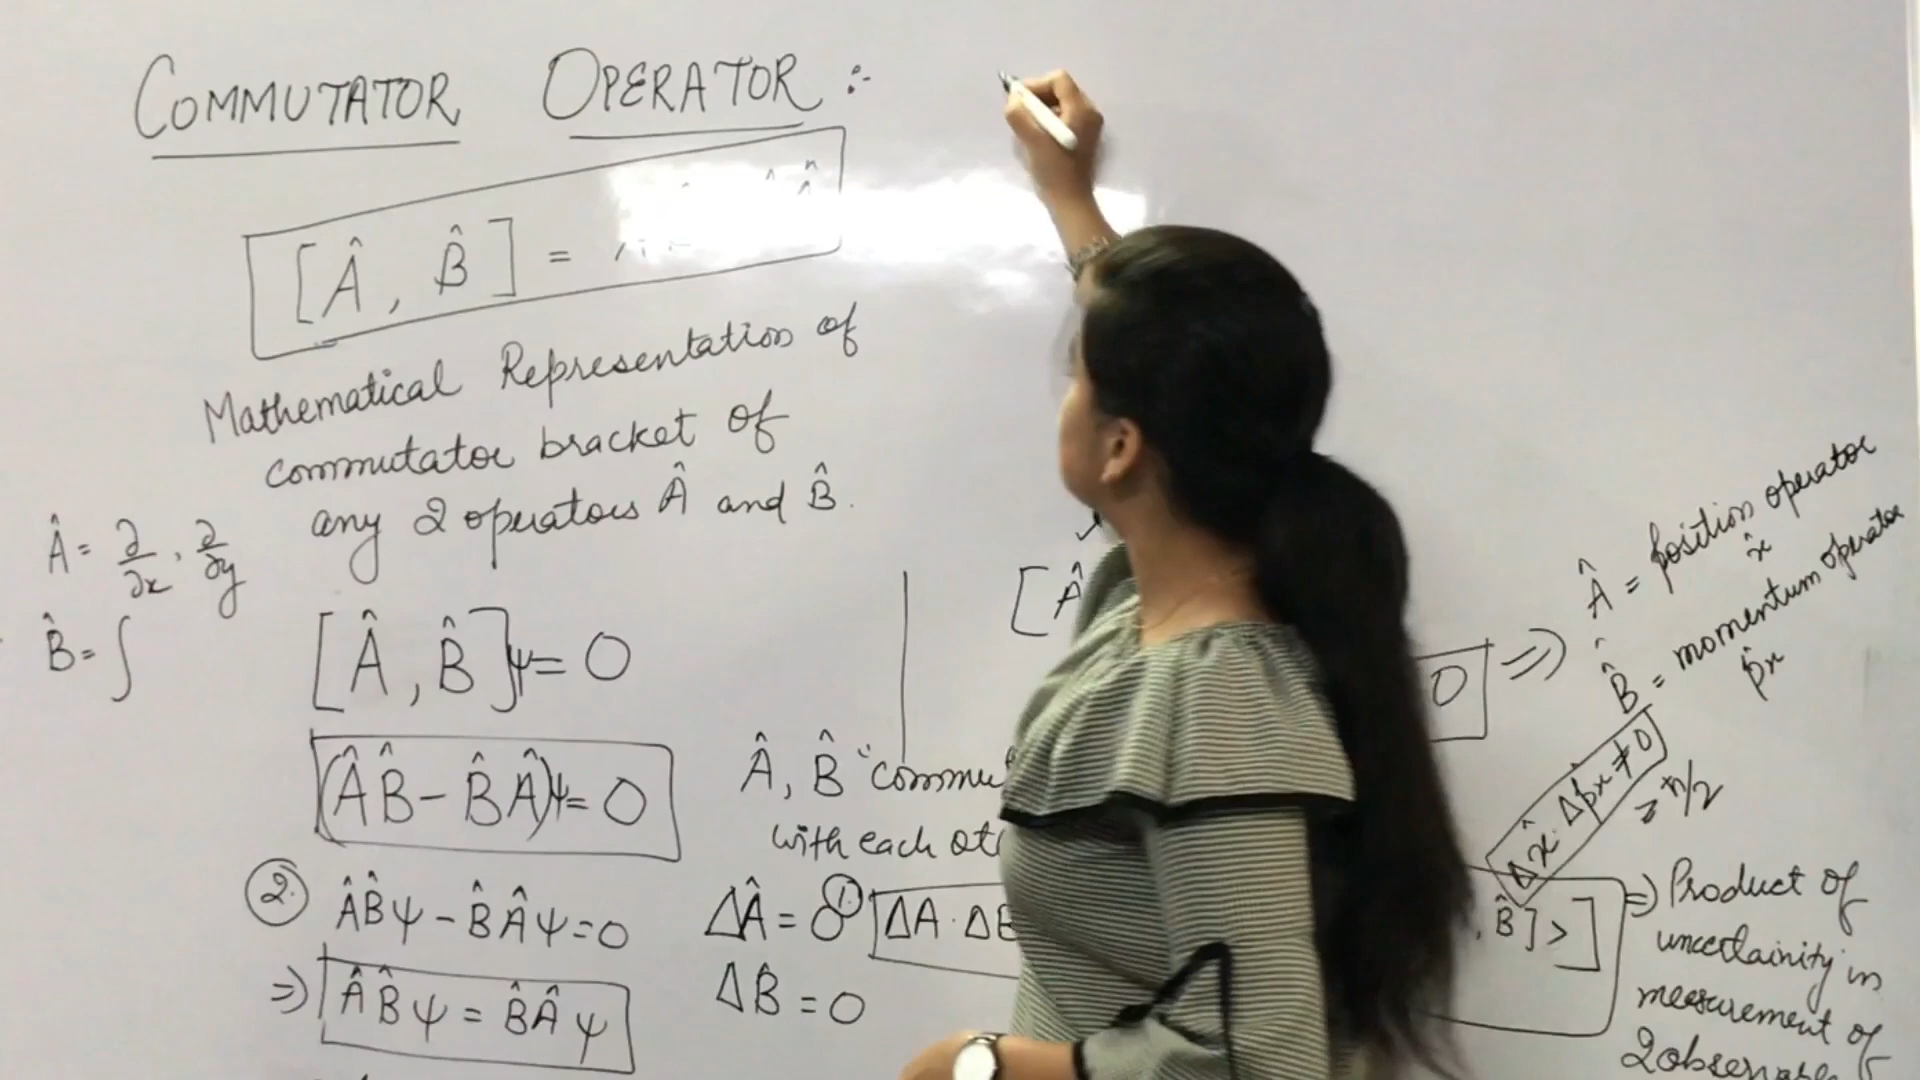 COMMUTATOR OPERATOR :-
[Â, B̂] =
Mathematical Representation of
commutator bracket of
any 2 operators Â and B̂.
Â = ∂/∂x, ∂/∂y
B̂ = ∫
[Â, B̂]ψ = 0
(ÂB̂ - B̂Â)ψ = 0
Â, B̂ "commu
with each ot
2. ÂB̂ψ - B̂Âψ = 0
⇒ ÂB̂ψ = B̂Âψ
ΔÂ = 0
ΔB̂ = 0
1. ΔA · ΔB
[Â
0 ⇒
Â = position operator
x̂
B̂ = momentum operator
p̂x
Δx̂ · Δp̂x ≠ 0
≥ ħ/2
, B̂]>]
⇒ Product of
uncertainity in
measurement of
2 observable